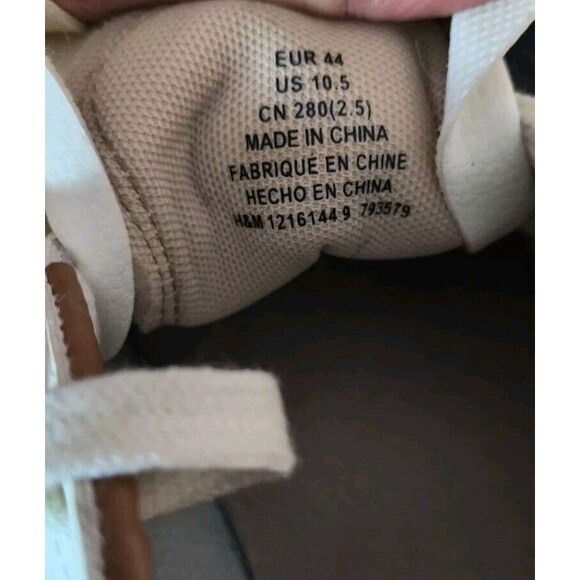 EUR 44
US 10.5
CN 280(2.5)
MADE IN CHINA
FABRIQUÉ EN CHINE
HECHO EN CHINA
H&M 1216144 9 793579